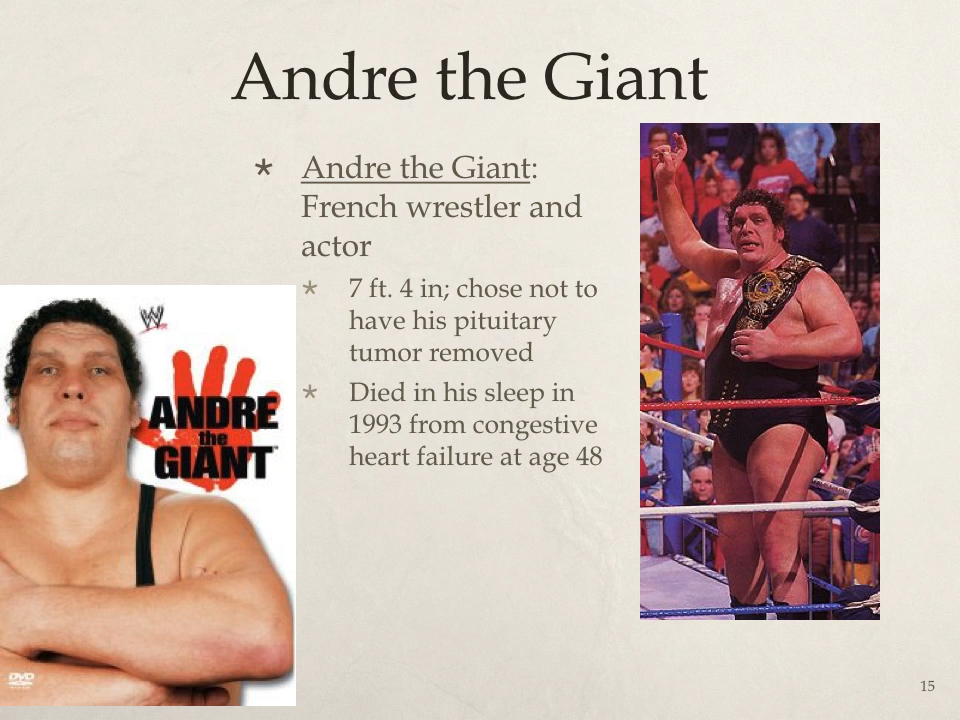 Andre the Giant
* Andre the Giant:
French wrestler and
actor
* 7 ft. 4 in; chose not to
have his pituitary
tumor removed
* Died in his sleep in
1993 from congestive
heart failure at age 48
W
ANDRE
the
GIANT
DVD
15